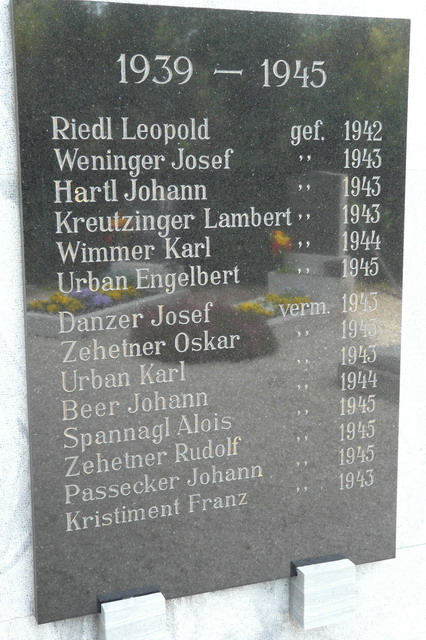 1939 — 1945
Riedl Leopold gef. 1942
Weninger Josef ,, 1943
Hartl Johann ,, 1943
Kreutzinger Lambert ,, 1943
Wimmer Karl ,, 1944
Urban Engelbert ,, 1945
Danzer Josef verm. 1943
Zehetner Oskar ,, 1943
Urban Karl ,, 1943
Beer Johann ,, 1944
Spannagl Alois ,, 1945
Zehetner Rudolf ,, 1945
Passecker Johann ,, 1945
Kristiment Franz ,, 1943